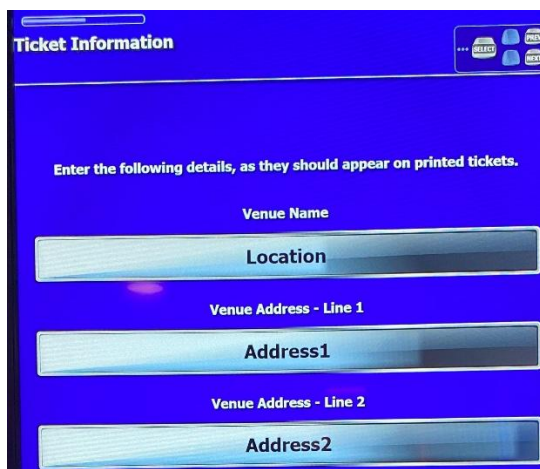 Ticket Information
... SELECT
PREV
NEXT
Enter the following details, as they should appear on printed tickets.
Venue Name
Location
Venue Address - Line 1
Address1
Venue Address - Line 2
Address2